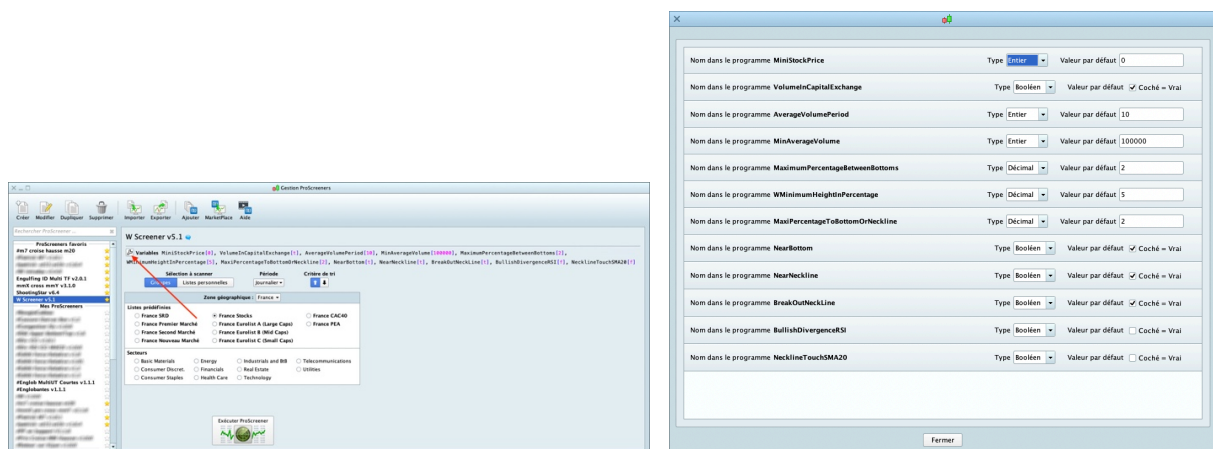 Gestion ProScreeners
Créer Modifier Dupliquer Supprimer Importer Exporter Ajouter MarketPlace Aide
Rechercher ProScreener ...
W Screener v5.1
ProScreeners favoris
#m7 croise hausse m20
Engulfing ID Multi TF v2.0.1
mmX cross mmY v3.1.0
ShootingStar v6.4
W Screener v5.1
Mes ProScreeners
#Englob MultiUT Courtes v1.1.1
#Englobantes v1.1.1
Variables MiniStockPrice[0], VolumeInCapitalExchange[t], AverageVolumePeriod[10], MinAverageVolume[100000], MaximumPercentageBetweenBottoms[2],
WMinimumHeightInPercentage[5], MaxiPercentageToBottomOrNeckline[2], NearBottom[t], NearNeckline[t], BreakOutNeckLine[t], BullishDivergenceRSI[f], NecklineTouchSMA20[f]
Sélection à scanner Période Critère de tri
Groupes Listes personnelles Journalier
Zone géographique : France
Listes prédéfinies
France SRD France Stocks France CAC40
France Premier Marché France Eurolist A (Large Caps) France PEA
France Second Marché France Eurolist B (Mid Caps)
France Nouveau Marché France Eurolist C (Small Caps)
Secteurs
Basic Materials Energy Industrials and BtB Telecommunications
Consumer Discret. Financials Real Estate Utilities
Consumer Staples Health Care Technology
Exécuter ProScreener
Nom dans le programme MiniStockPrice Type Entier Valeur par défaut 0
Nom dans le programme VolumeInCapitalExchange Type Booléen Valeur par défaut Coché = Vrai
Nom dans le programme AverageVolumePeriod Type Entier Valeur par défaut 10
Nom dans le programme MinAverageVolume Type Entier Valeur par défaut 100000
Nom dans le programme MaximumPercentageBetweenBottoms Type Décimal Valeur par défaut 2
Nom dans le programme WMinimumHeightInPercentage Type Décimal Valeur par défaut 5
Nom dans le programme MaxiPercentageToBottomOrNeckline Type Décimal Valeur par défaut 2
Nom dans le programme NearBottom Type Booléen Valeur par défaut Coché = Vrai
Nom dans le programme NearNeckline Type Booléen Valeur par défaut Coché = Vrai
Nom dans le programme BreakOutNeckLine Type Booléen Valeur par défaut Coché = Vrai
Nom dans le programme BullishDivergenceRSI Type Booléen Valeur par défaut Coché = Vrai
Nom dans le programme NecklineTouchSMA20 Type Booléen Valeur par défaut Coché = Vrai
Fermer